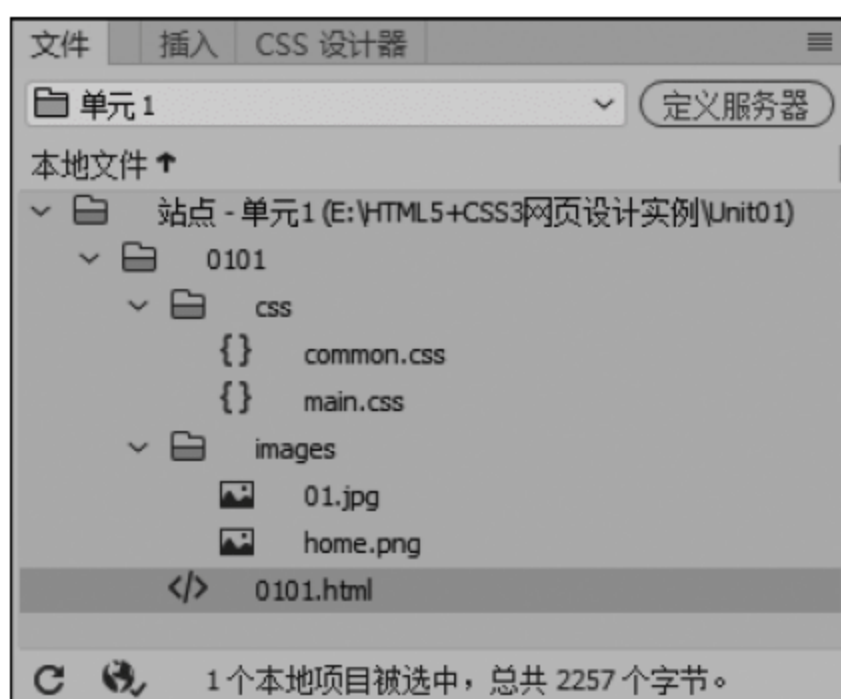 文件 插入 CSS 设计器
单元 1 定义服务器
本地文件
站点 - 单元1 (E:\HTML5+CSS3网页设计实例\Unit01)
0101
css
common.css
main.css
images
01.jpg
home.png
0101.html
1 个本地项目被选中，总共 2257 个字节。